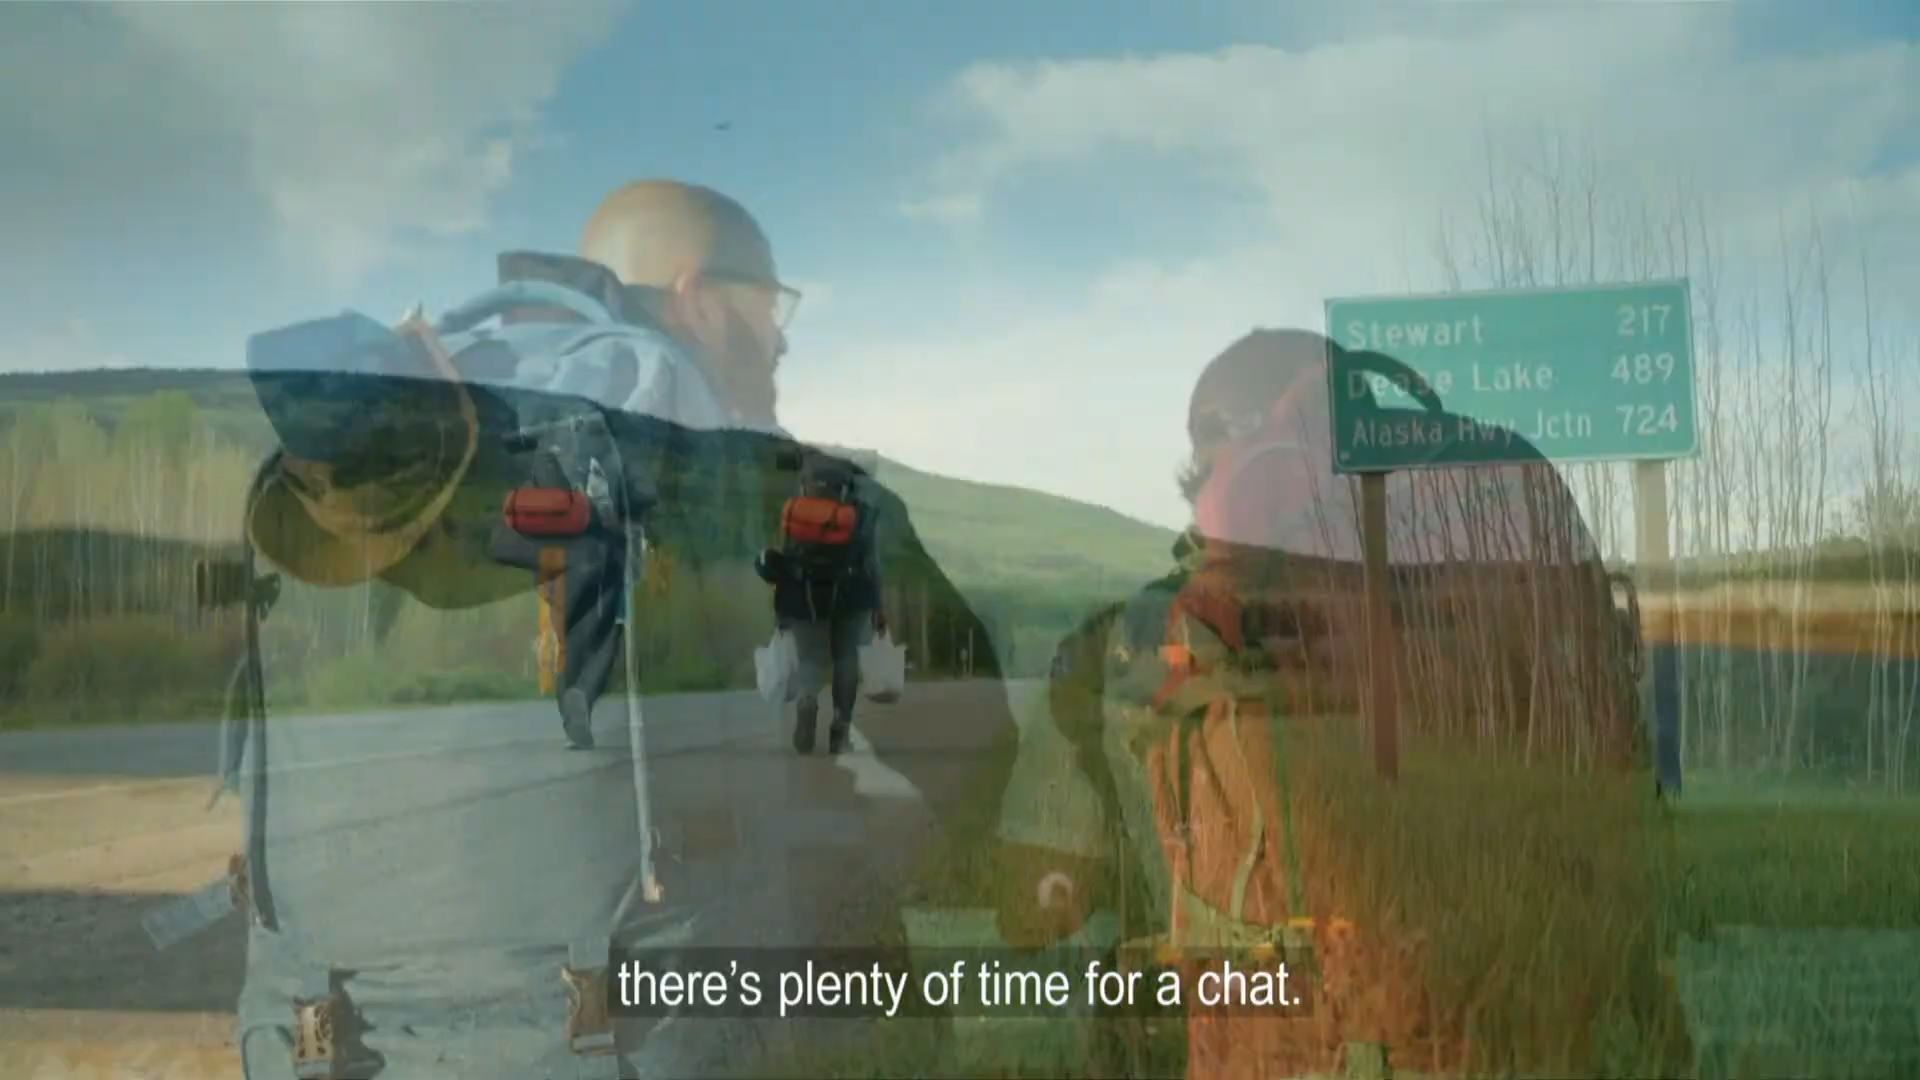 Stewart 217
Dease Lake 489
Alaska Hwy Jctn 724
there's plenty of time for a chat.